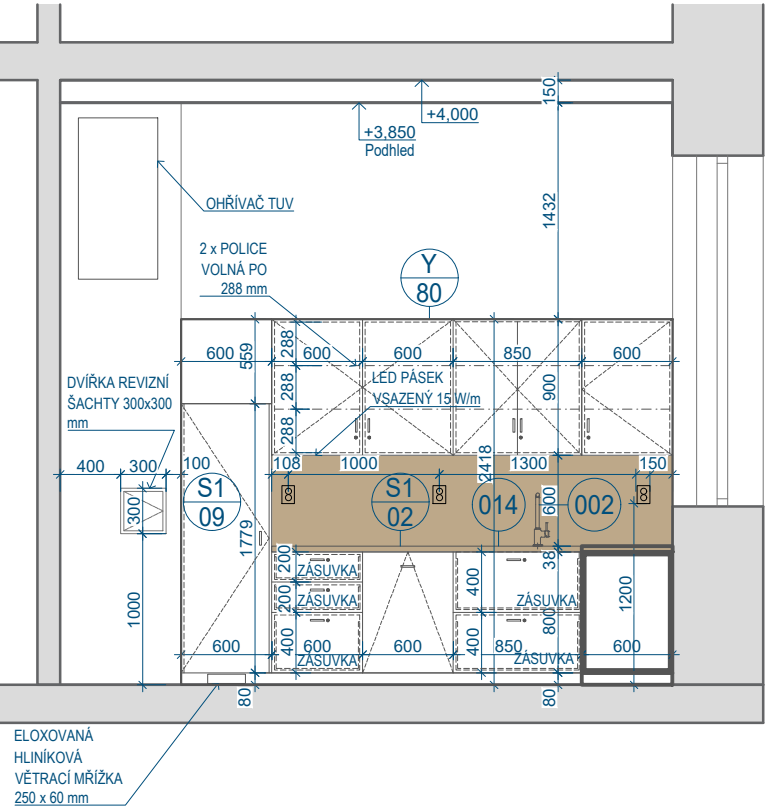 150
+4,000
+3,850
Podhled
1432
OHŘÍVAČ TUV
2 x POLICE
VOLNÁ PO
288 mm
Y
80
600
559
288
600
600
850
600
288
288
900
LED PÁSEK
VSAZENÝ 15 W/m
DVÍŘKA REVIZNÍ
ŠACHTY 300x300
mm
400
300
100
108
1000
2418
1300
150
S1
09
S1
02
014
002
600
300
1779
38
1000
200
ZÁSUVKA
200
ZÁSUVKA
400
ZÁSUVKA
400
ZÁSUVKA
800
400
ZÁSUVKA
1200
600
600
600
850
600
80
80
ELOXOVANÁ
HLINÍKOVÁ
VĚTRACÍ MŘÍŽKA
250 x 60 mm